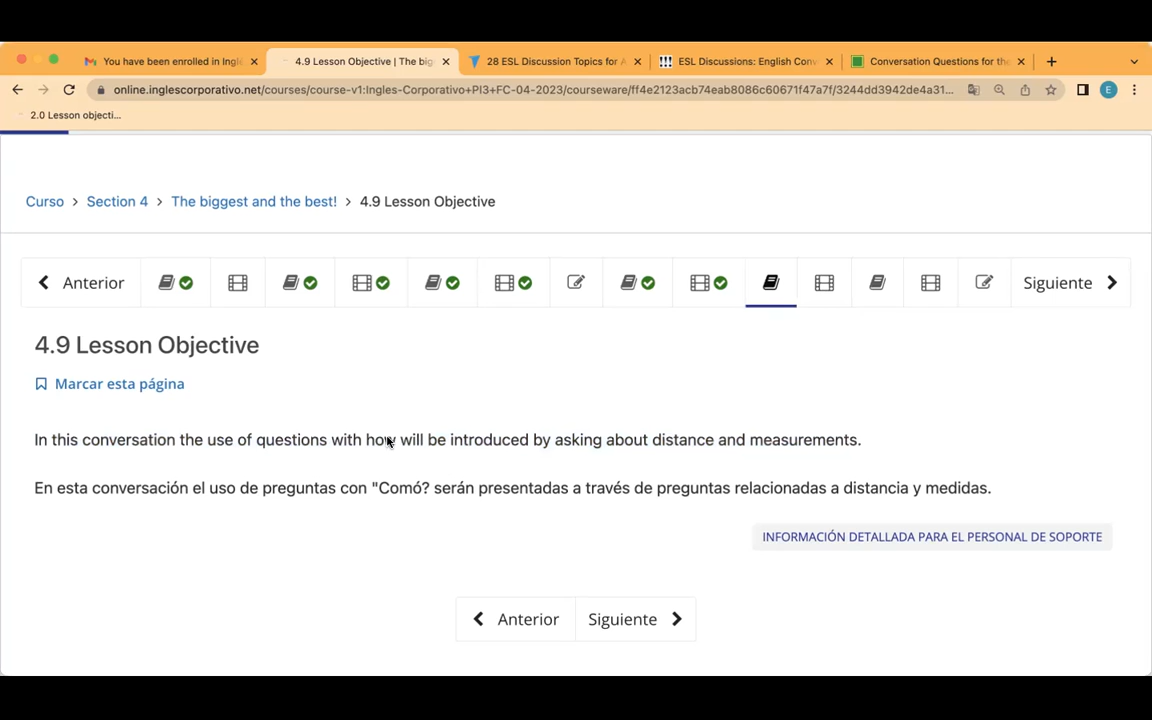 You have been enrolled in Ingl
4.9 Lesson Objective | The big
28 ESL Discussion Topics for A
ESL Discussions: English Conv
Conversation Questions for the
online.inglescorporativo.net/courses/course-v1:Ingles-Corporativo+PI3+FC-04-2023/courseware/ff4e2123acb74eab8086c60671f47a7f/3244dd3942de4a31...
E
2.0 Lesson objecti...
Curso > Section 4 > The biggest and the best! > 4.9 Lesson Objective
Anterior
Siguiente
4.9 Lesson Objective
Marcar esta página
In this conversation the use of questions with how will be introduced by asking about distance and measurements.
En esta conversación el uso de preguntas con "Comó? serán presentadas a través de preguntas relacionadas a distancia y medidas.
INFORMACIÓN DETALLADA PARA EL PERSONAL DE SOPORTE
Anterior
Siguiente